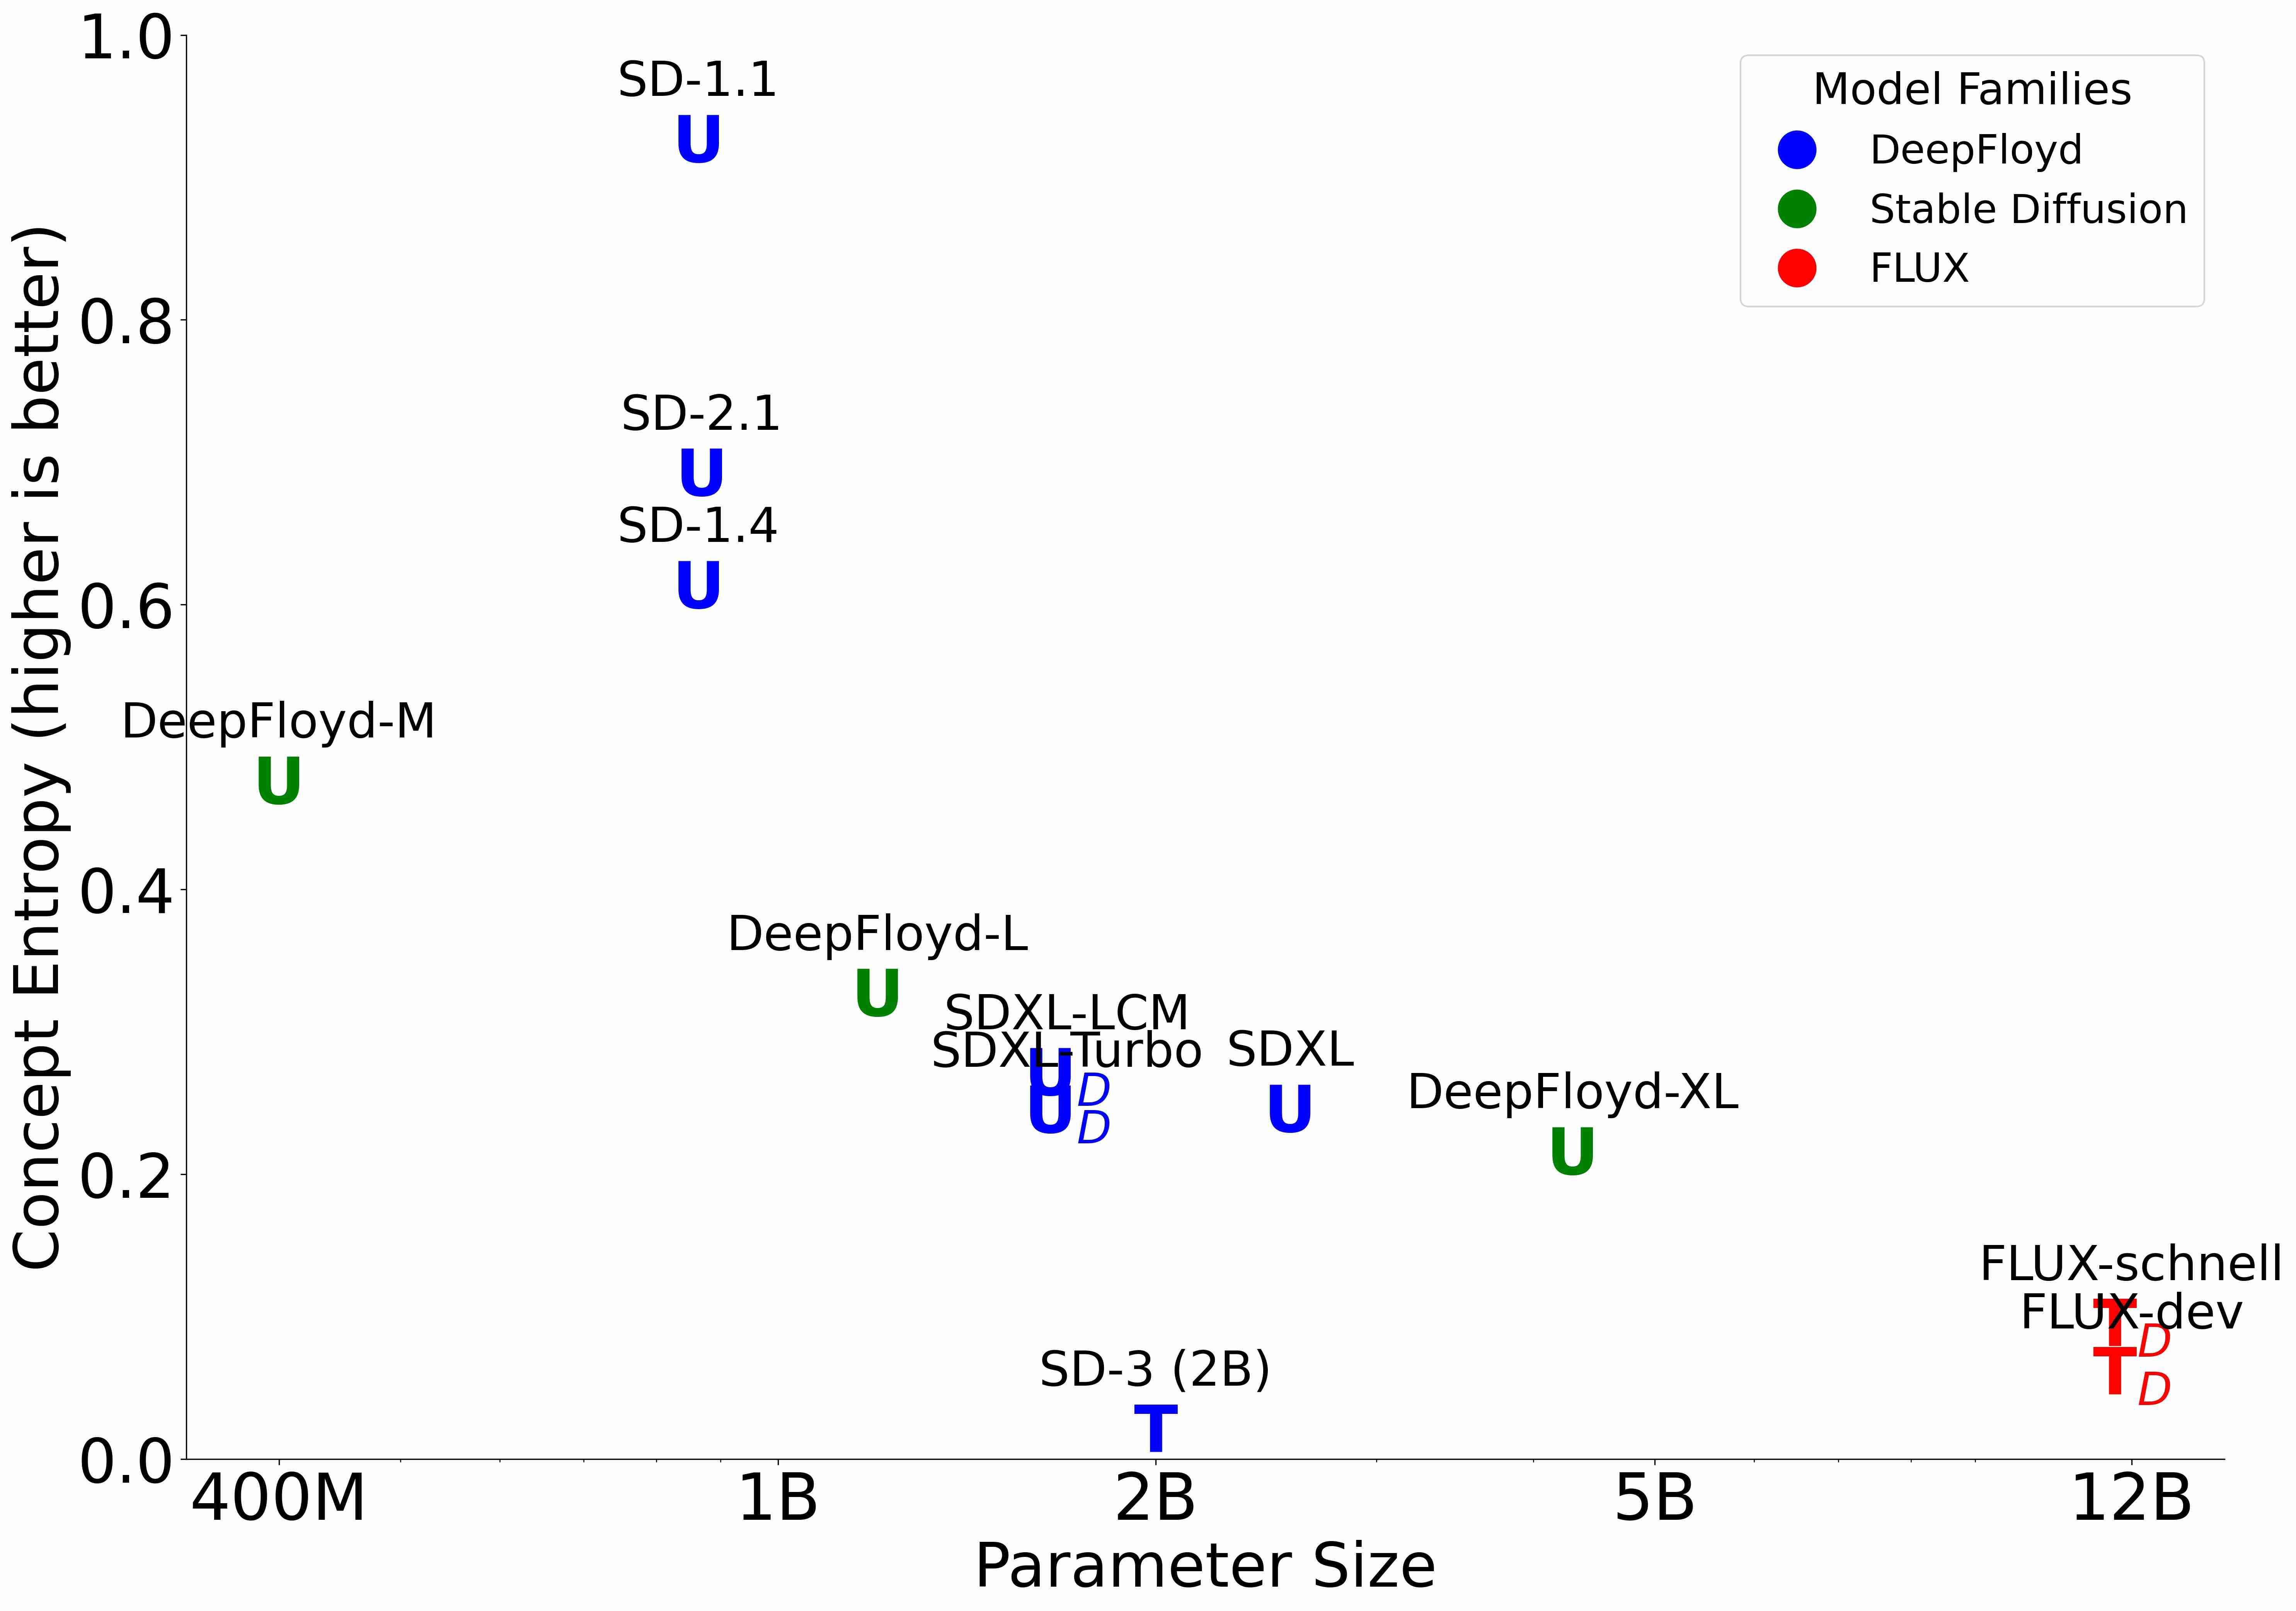 1.0
0.8
0.6
0.4
0.2
0.0
Concept Entropy (higher is better)
Model Families
DeepFloyd
Stable Diffusion
FLUX
SD-1.1
U
SD-2.1
U
SD-1.4
U
DeepFloyd-M
U
DeepFloyd-L
U
SDXL-LCM
U D
SDXL-Turbo
U D
SDXL
U
DeepFloyd-XL
U
FLUX-schnell
T D
FLUX-dev
T D
SD-3 (2B)
T
400M 1B 2B 5B 12B
Parameter Size